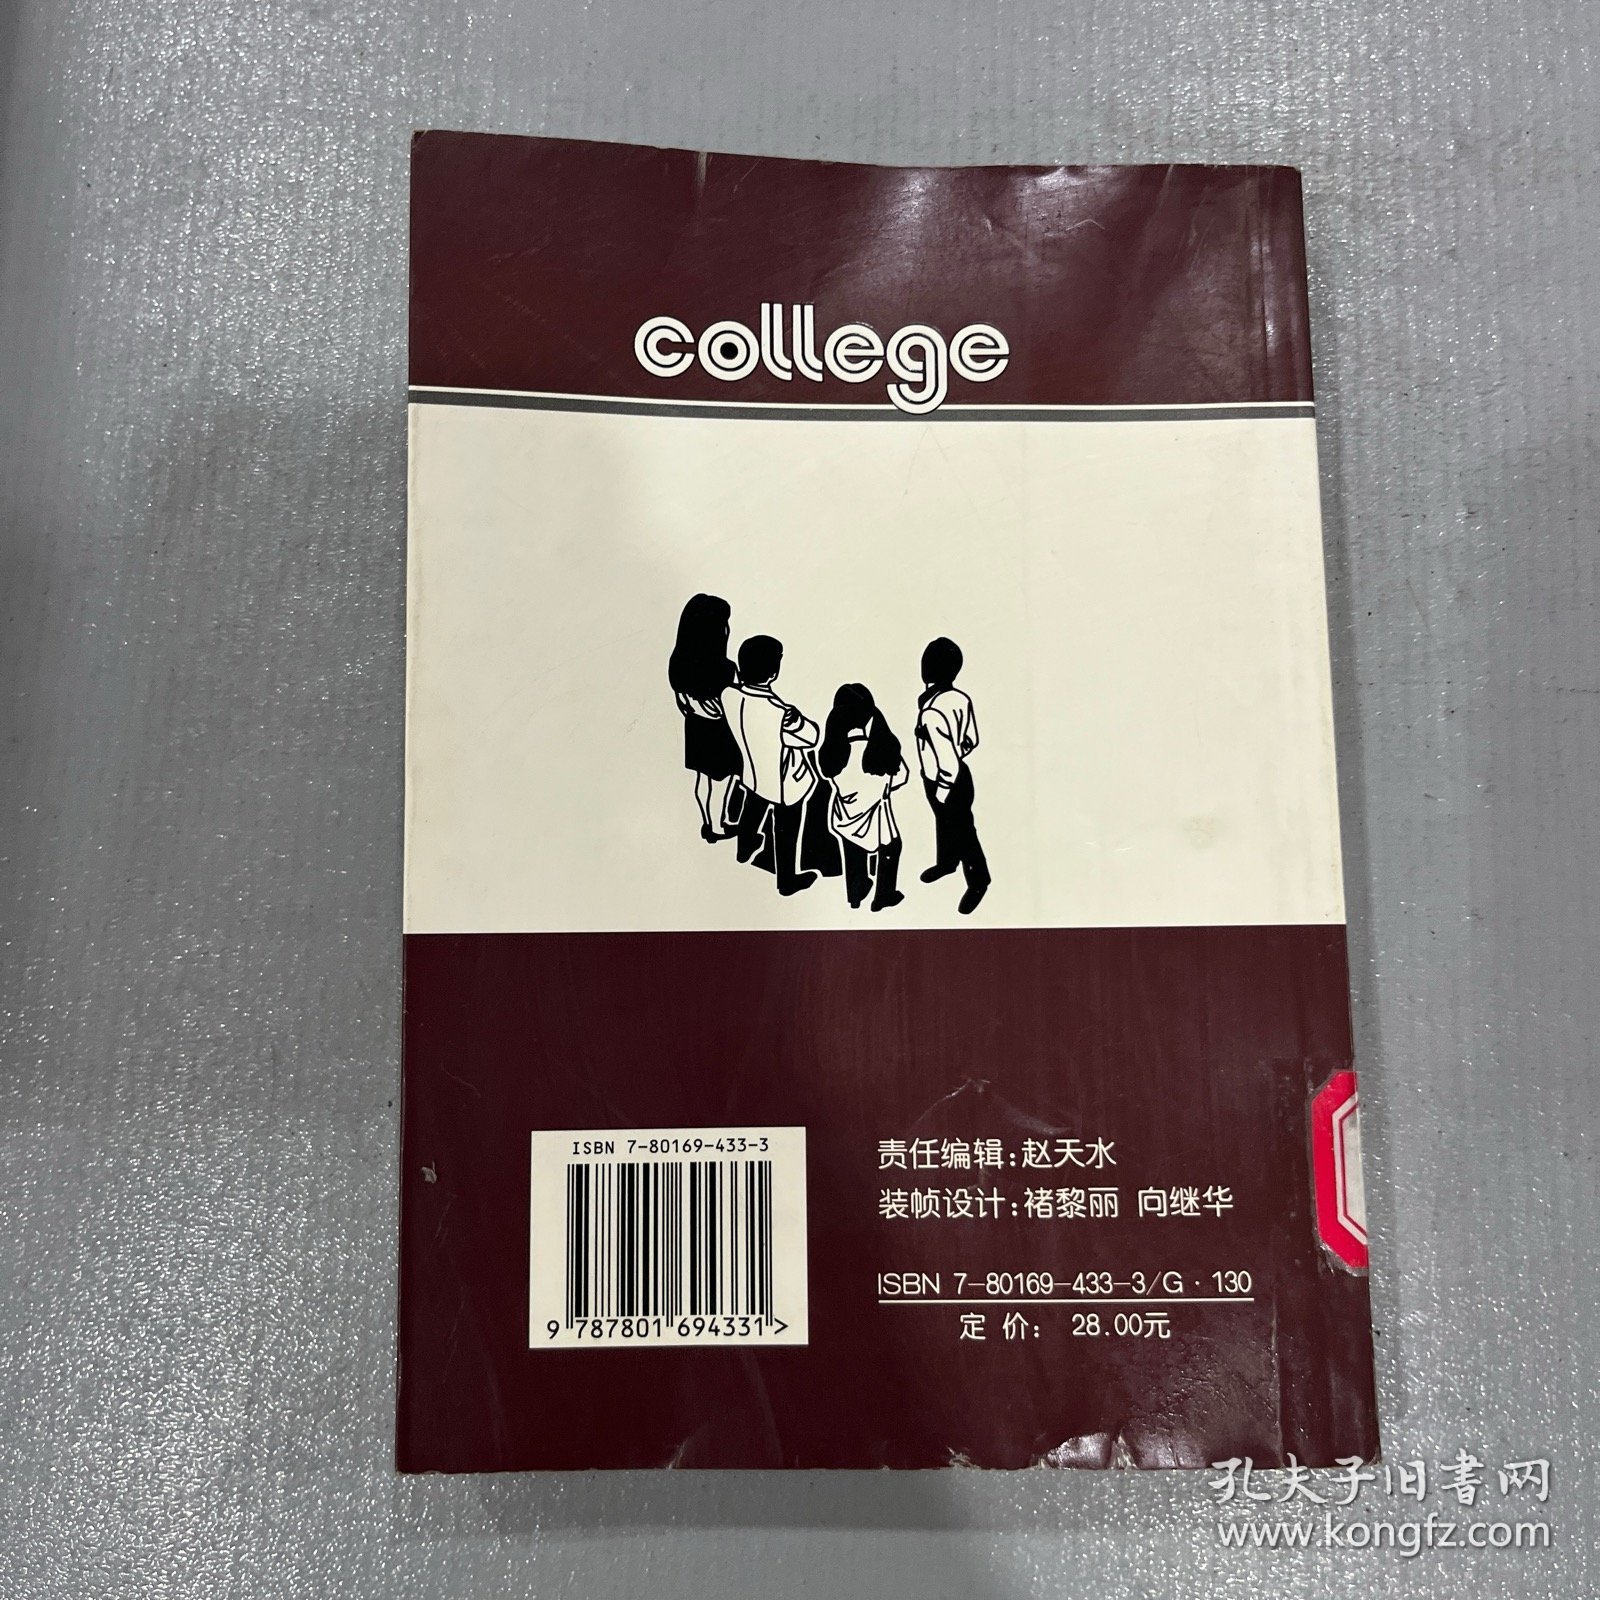 college
ISBN 7-80169-433-3
9 787801 694331>
责任编辑:赵天水
装帧设计:褚黎丽 向继华
ISBN 7-80169-433-3/G·130
定 价: 28.00元
孔夫子旧书网
www.kongfz.com